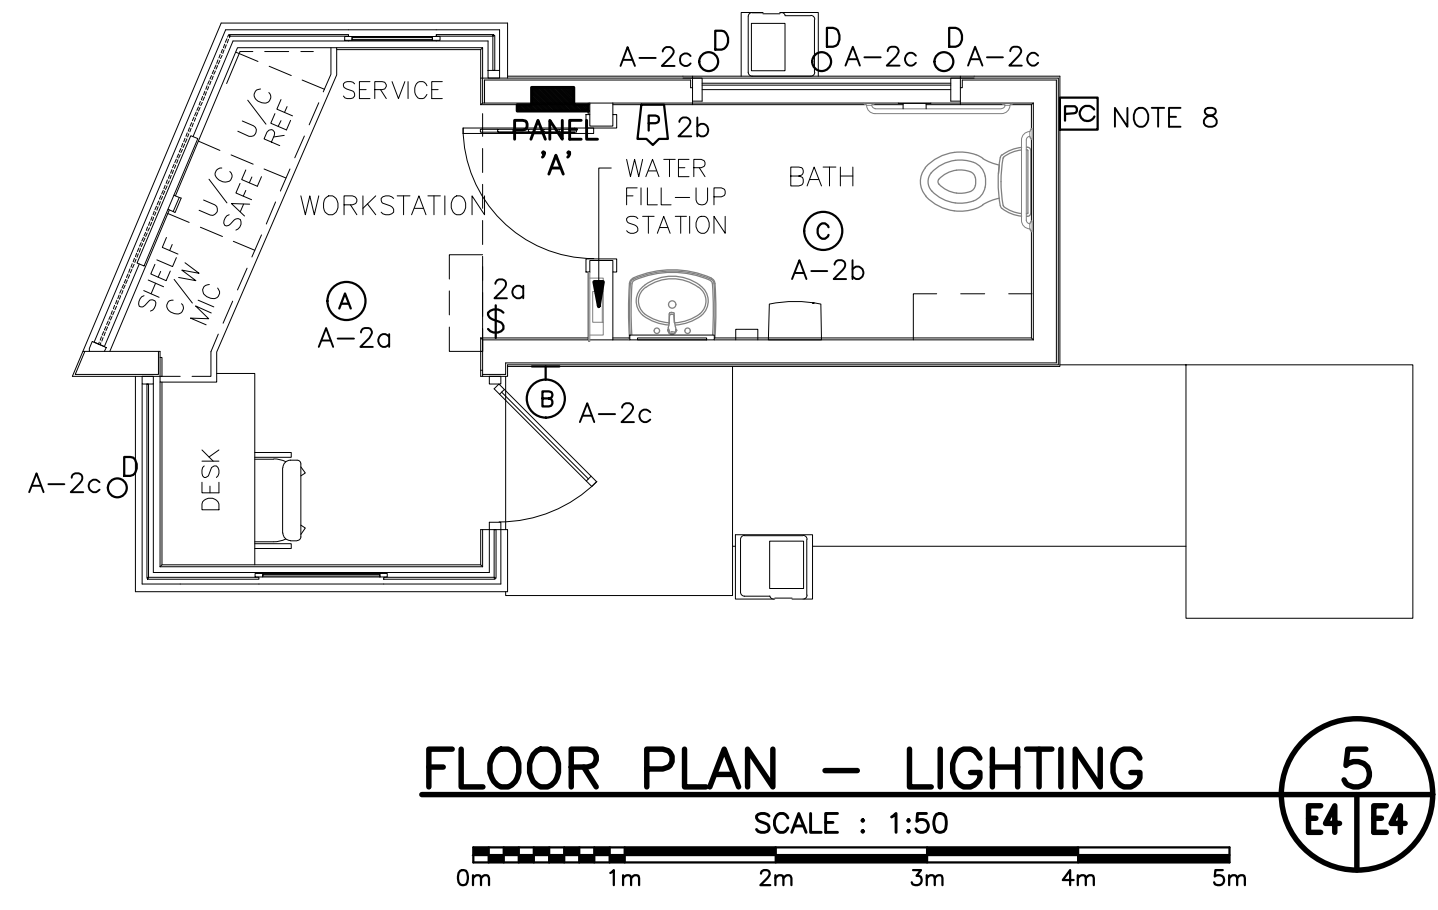 D
D
D
A-2c
A-2c
A-2c
SERVICE
U/C
REF
PANEL
'A'
P
2b
PC
NOTE 8
WATER
FILL-UP
STATION
BATH
U/C
SAFE
WORKSTATION
C
A-2b
SHELF
C/W
MIC
A
A-2a
2a
$
B
A-2c
DESK
D
A-2c
FLOOR PLAN - LIGHTING
5
E4
E4
SCALE : 1:50
0m 1m 2m 3m 4m 5m